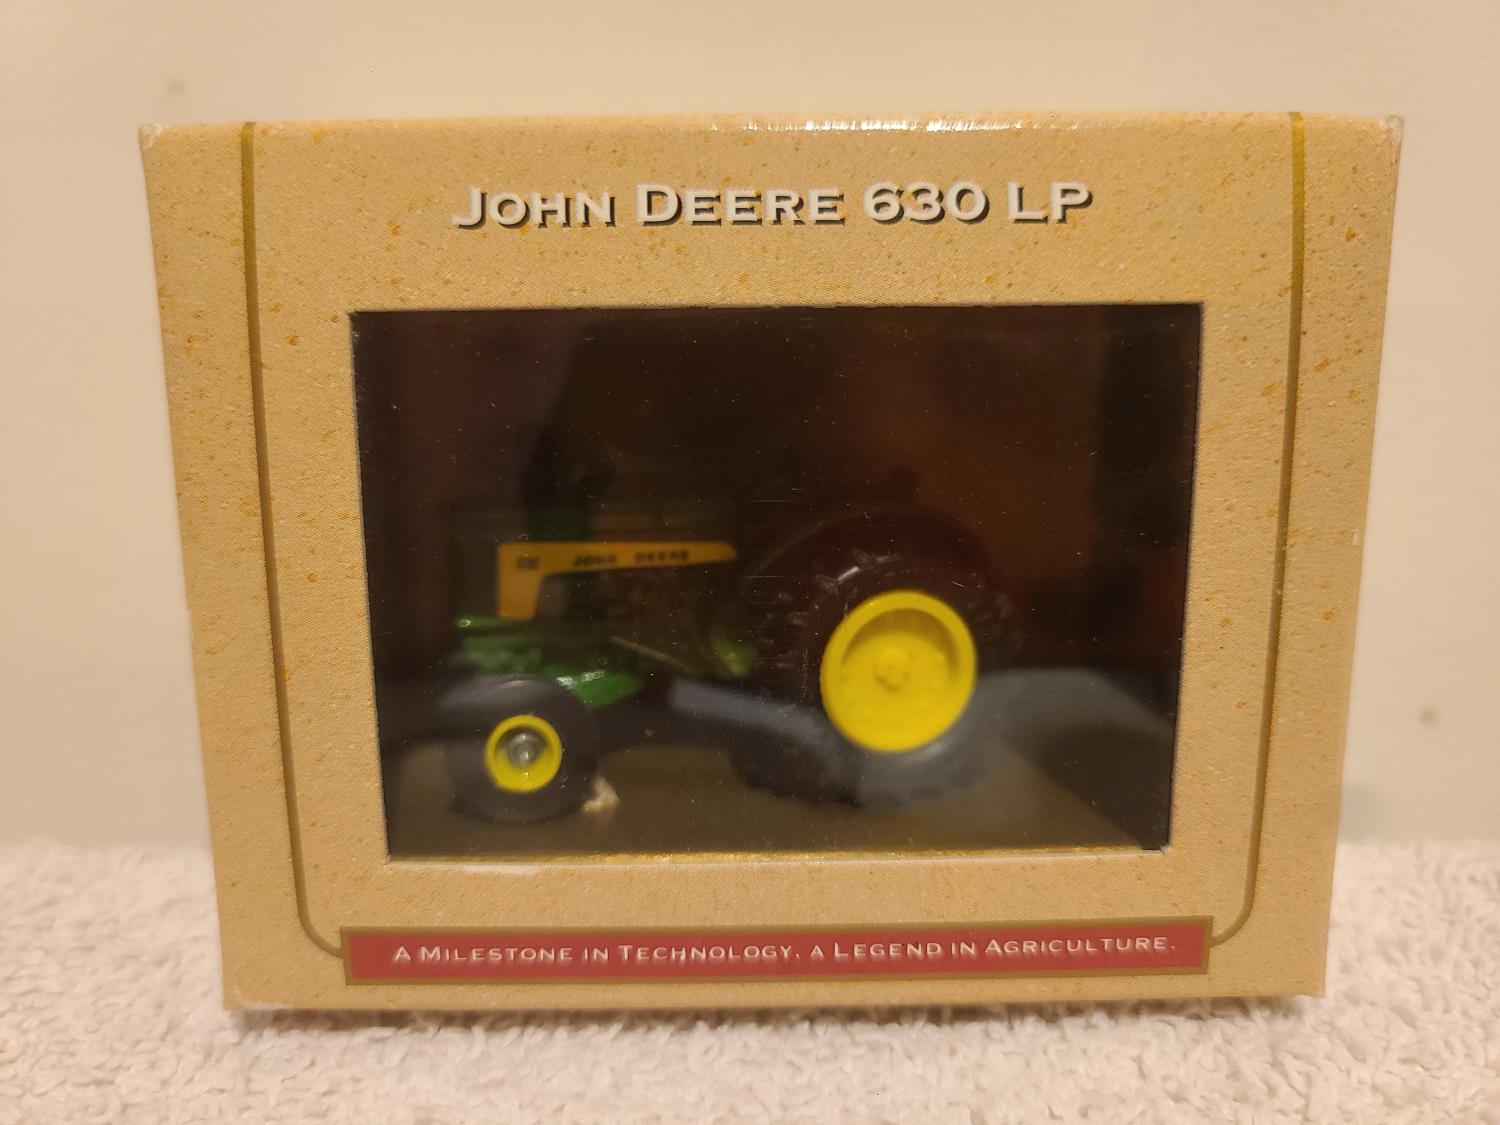 JOHN DEERE 630 LP
JOHN DEERE
A MILESTONE IN TECHNOLOGY, A LEGEND IN AGRICULTURE.